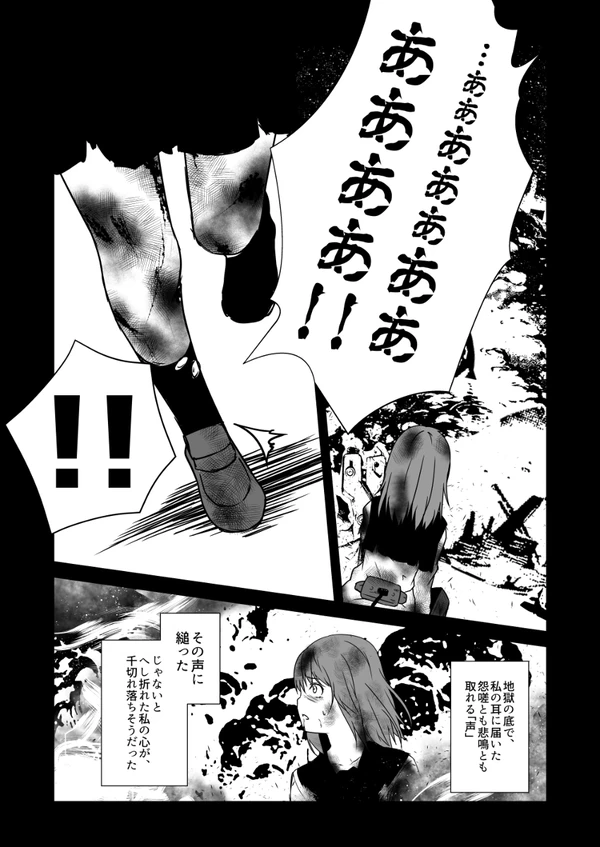 …ああああああああ
ああああ!!
!!
地獄の底で、
私の耳に届いた
怨嗟とも悲鳴とも
取れる「声」
その声に
縋った
じゃないと
へし折れた私の心が、
千切れ落ちそうだった